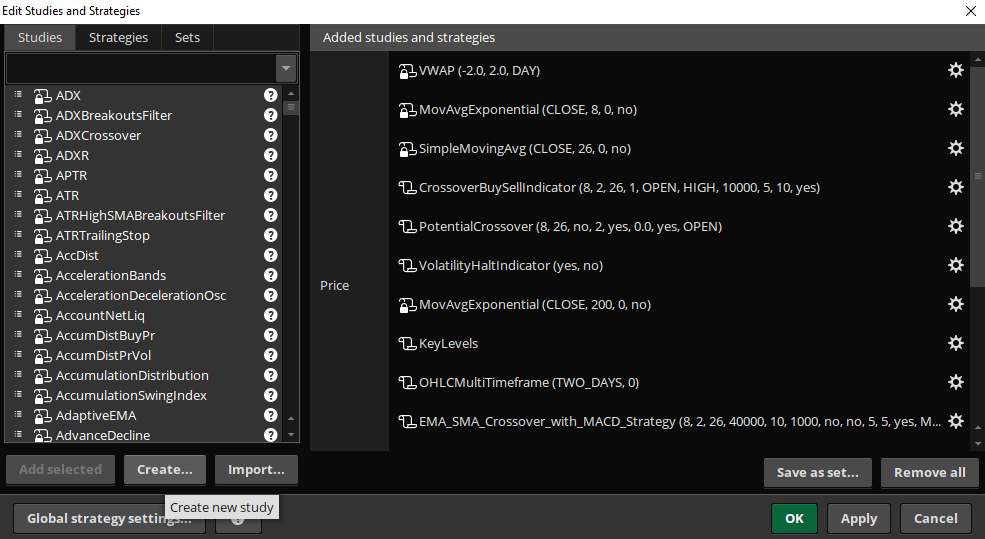 Edit Studies and Strategies
Studies Strategies Sets
Added studies and strategies
ADX
ADXBreakoutsFilter
ADXCrossover
ADXR
APTR
ATR
ATRHighSMABreakoutsFilter
ATRTrailingStop
AccDist
AccelerationBands
AccelerationDecelerationOsc
AccountNetLiq
AccumDistBuyPr
AccumDistPrVol
AccumulationDistribution
AccumulationSwingIndex
AdaptiveEMA
AdvanceDecline
Price
VWAP (-2.0, 2.0, DAY)
MovAvgExponential (CLOSE, 8, 0, no)
SimpleMovingAvg (CLOSE, 26, 0, no)
CrossoverBuySellIndicator (8, 2, 26, 1, OPEN, HIGH, 10000, 5, 10, yes)
PotentialCrossover (8, 26, no, 2, yes, 0.0, yes, OPEN)
VolatilityHaltIndicator (yes, no)
MovAvgExponential (CLOSE, 200, 0, no)
KeyLevels
OHLCMultiTimeframe (TWO_DAYS, 0)
EMA_SMA_Crossover_with_MACD_Strategy (8, 2, 26, 40000, 10, 1000, no, no, 5, 5, yes, M...
Add selected Create... Import...
Save as set... Remove all
Create new study
Global strategy settings...
OK Apply Cancel